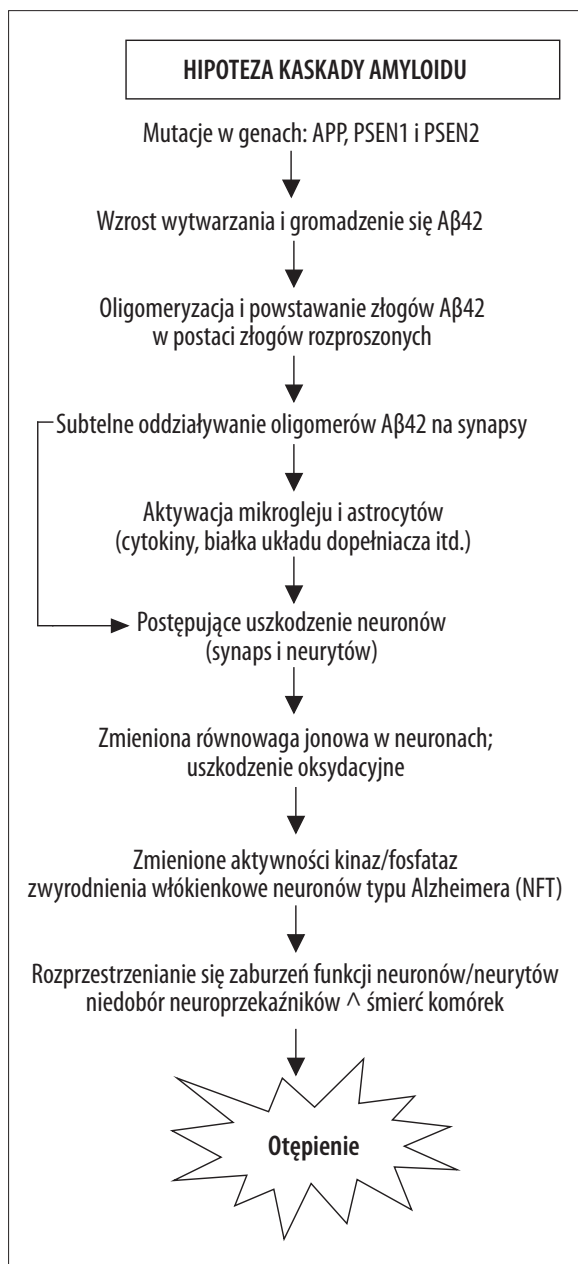 HIPOTEZA KASKADY AMYLOIDU
Mutacje w genach: APP, PSEN1 i PSEN2
Wzrost wytwarzania i gromadzenie się Aβ42
Oligomeryzacja i powstawanie złogów Aβ42
w postaci złogów rozproszonych
Subtelne oddziaływanie oligomerów Aβ42 na synapsy
Aktywacja mikrogleju i astrocytów
(cytokiny, białka układu dopełniacza itd.)
Postępujące uszkodzenie neuronów
(synaps i neurytów)
Zmieniona równowaga jonowa w neuronach;
uszkodzenie oksydacyjne
Zmienione aktywności kinaz/fosfataz
zwyrodnienia włókienkowe neuronów typu Alzheimera (NFT)
Rozprzestrzenianie się zaburzeń funkcji neuronów/neurytów
niedobór neuroprzekaźników ^ śmierć komórek
Otępienie